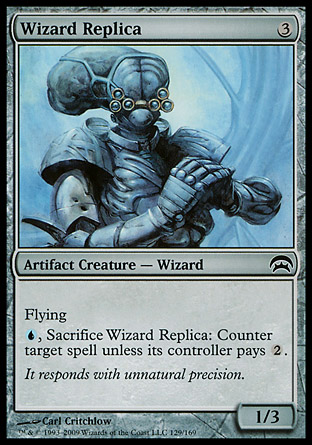 Wizard Replica 3
Artifact Creature — Wizard
Flying
, Sacrifice Wizard Replica: Counter
target spell unless its controller pays 2.
It responds with unnatural precision.
Carl Critchlow
™ & © 1993-2009 Wizards of the Coast LLC 129/169
1/3